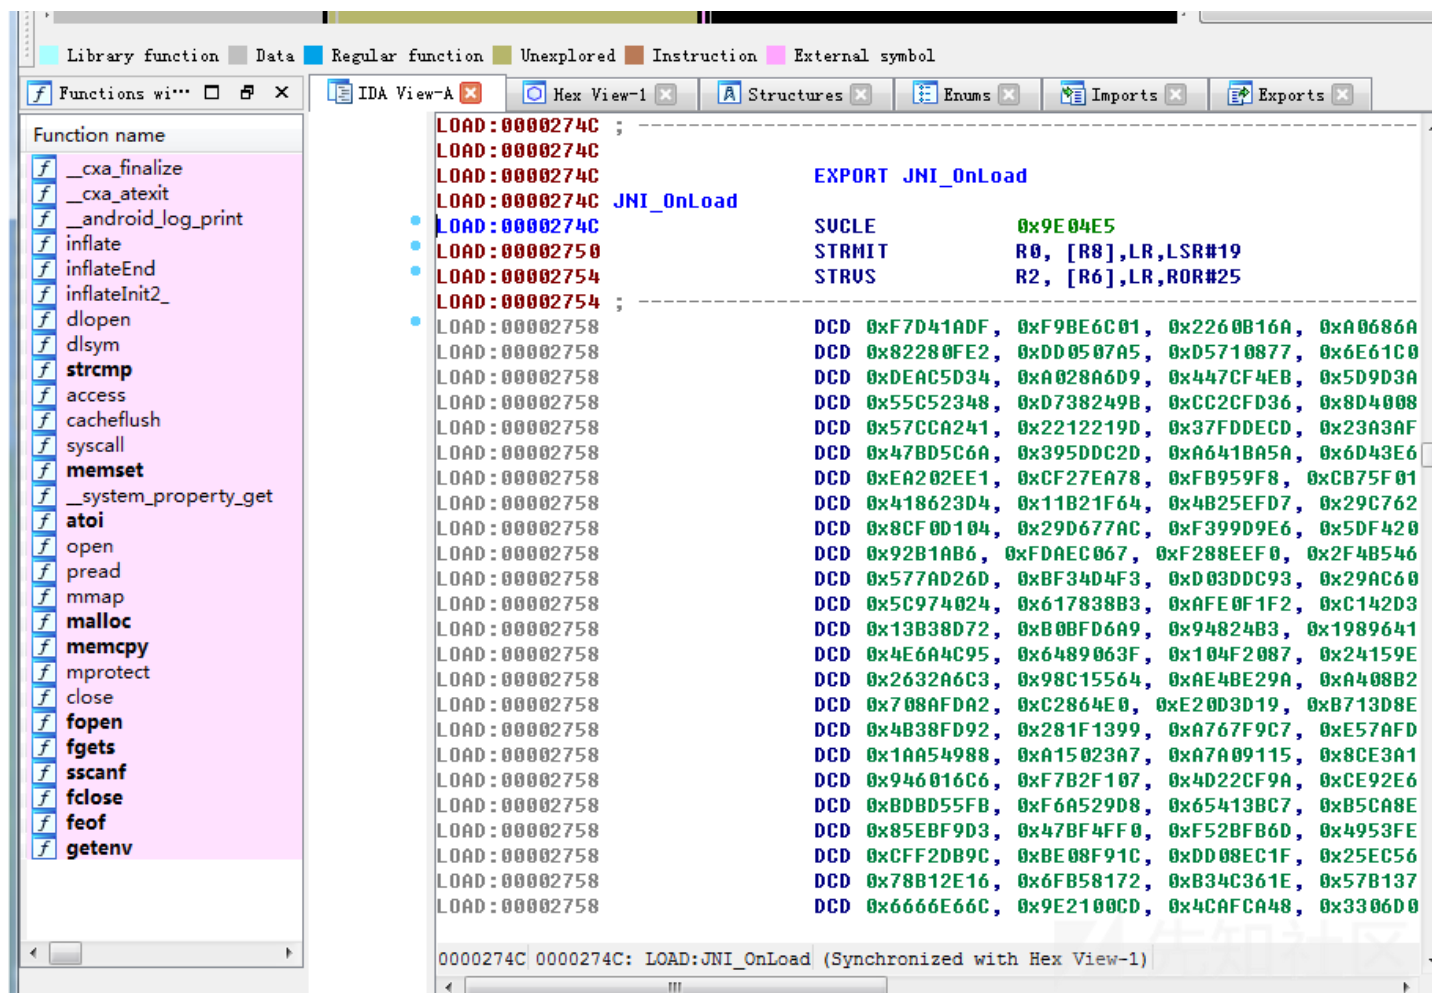 Library function Data Regular function Unexplored Instruction External symbol
Functions wi… IDA View-A Hex View-1 Structures Enums Imports Exports
Function name
__cxa_finalize
__cxa_atexit
__android_log_print
inflate
inflateEnd
inflateInit2_
dlopen
dlsym
strcmp
access
cacheflush
syscall
memset
__system_property_get
atoi
open
pread
mmap
malloc
memcpy
mprotect
close
fopen
fgets
sscanf
fclose
feof
getenv
LOAD:0000274C ; ---------------------------------------------------------------
LOAD:0000274C
LOAD:0000274C EXPORT JNI_OnLoad
LOAD:0000274C JNI_OnLoad
LOAD:0000274C SVCLE 0x9E04E5
LOAD:00002750 STRMIT R0, [R8],LR,LSR#19
LOAD:00002754 STRVS R2, [R6],LR,ROR#25
LOAD:00002754 ; ---------------------------------------------------------------
LOAD:00002758 DCD 0xF7D41ADF, 0xF9BE6C01, 0x2260B16A, 0xA0686A
LOAD:00002758 DCD 0x82280FE2, 0xDD0507A5, 0xD5710877, 0x6E61C0
LOAD:00002758 DCD 0xDEAC5D34, 0xA028A6D9, 0x447CF4EB, 0x5D9D3A
LOAD:00002758 DCD 0x55C52348, 0xD738249B, 0xCC2CFD36, 0x8D4008
LOAD:00002758 DCD 0x57CCA241, 0x2212219D, 0x37FDDECD, 0x23A3AF
LOAD:00002758 DCD 0x47BD5C6A, 0x395DDC2D, 0xA641BA5A, 0x6D43E6
LOAD:00002758 DCD 0xEA202EE1, 0xCF27EA78, 0xFB959F8, 0xCB75F01
LOAD:00002758 DCD 0x418623D4, 0x11B21F64, 0x4B25EFD7, 0x29C762
LOAD:00002758 DCD 0x8CF0D104, 0x29D677AC, 0xF399D9E6, 0x5DF420
LOAD:00002758 DCD 0x92B1AB6, 0xFDAEC067, 0xF288EEF0, 0x2F4B546
LOAD:00002758 DCD 0x577AD26D, 0xBF34D4F3, 0xD03DDC93, 0x29AC60
LOAD:00002758 DCD 0x5C974024, 0x617838B3, 0xAFE0F1F2, 0xC142D3
LOAD:00002758 DCD 0x13B38D72, 0xB0BFD6A9, 0x94824B3, 0x1989641
LOAD:00002758 DCD 0x4E6A4C95, 0x6489063F, 0x104F2087, 0x24159E
LOAD:00002758 DCD 0x2632A6C3, 0x98C15564, 0xAE4BE29A, 0xA408B2
LOAD:00002758 DCD 0x708AFDA2, 0xC2864E0, 0xE20D3D19, 0xB713D8E
LOAD:00002758 DCD 0x4B38FD92, 0x281F1399, 0xA767F9C7, 0xE57AFD
LOAD:00002758 DCD 0x1AA54988, 0xA15023A7, 0xA7A09115, 0x8CE3A1
LOAD:00002758 DCD 0x946016C6, 0xF7B2F107, 0x4D22CF9A, 0xCE92E6
LOAD:00002758 DCD 0xBDBD55FB, 0xF6A529D8, 0x65413BC7, 0xB5CA8E
LOAD:00002758 DCD 0x85EBF9D3, 0x47BF4FF0, 0xF52BFB6D, 0x4953FE
LOAD:00002758 DCD 0xCFF2DB9C, 0xBE08F91C, 0xDD08EC1F, 0x25EC56
LOAD:00002758 DCD 0x78B12E16, 0x6FB58172, 0xB34C361E, 0x57B137
LOAD:00002758 DCD 0x6666E66C, 0x9E2100CD, 0x4CAFCA48, 0x3306D0
0000274C 0000274C: LOAD:JNI_OnLoad (Synchronized with Hex View-1)
先知社区